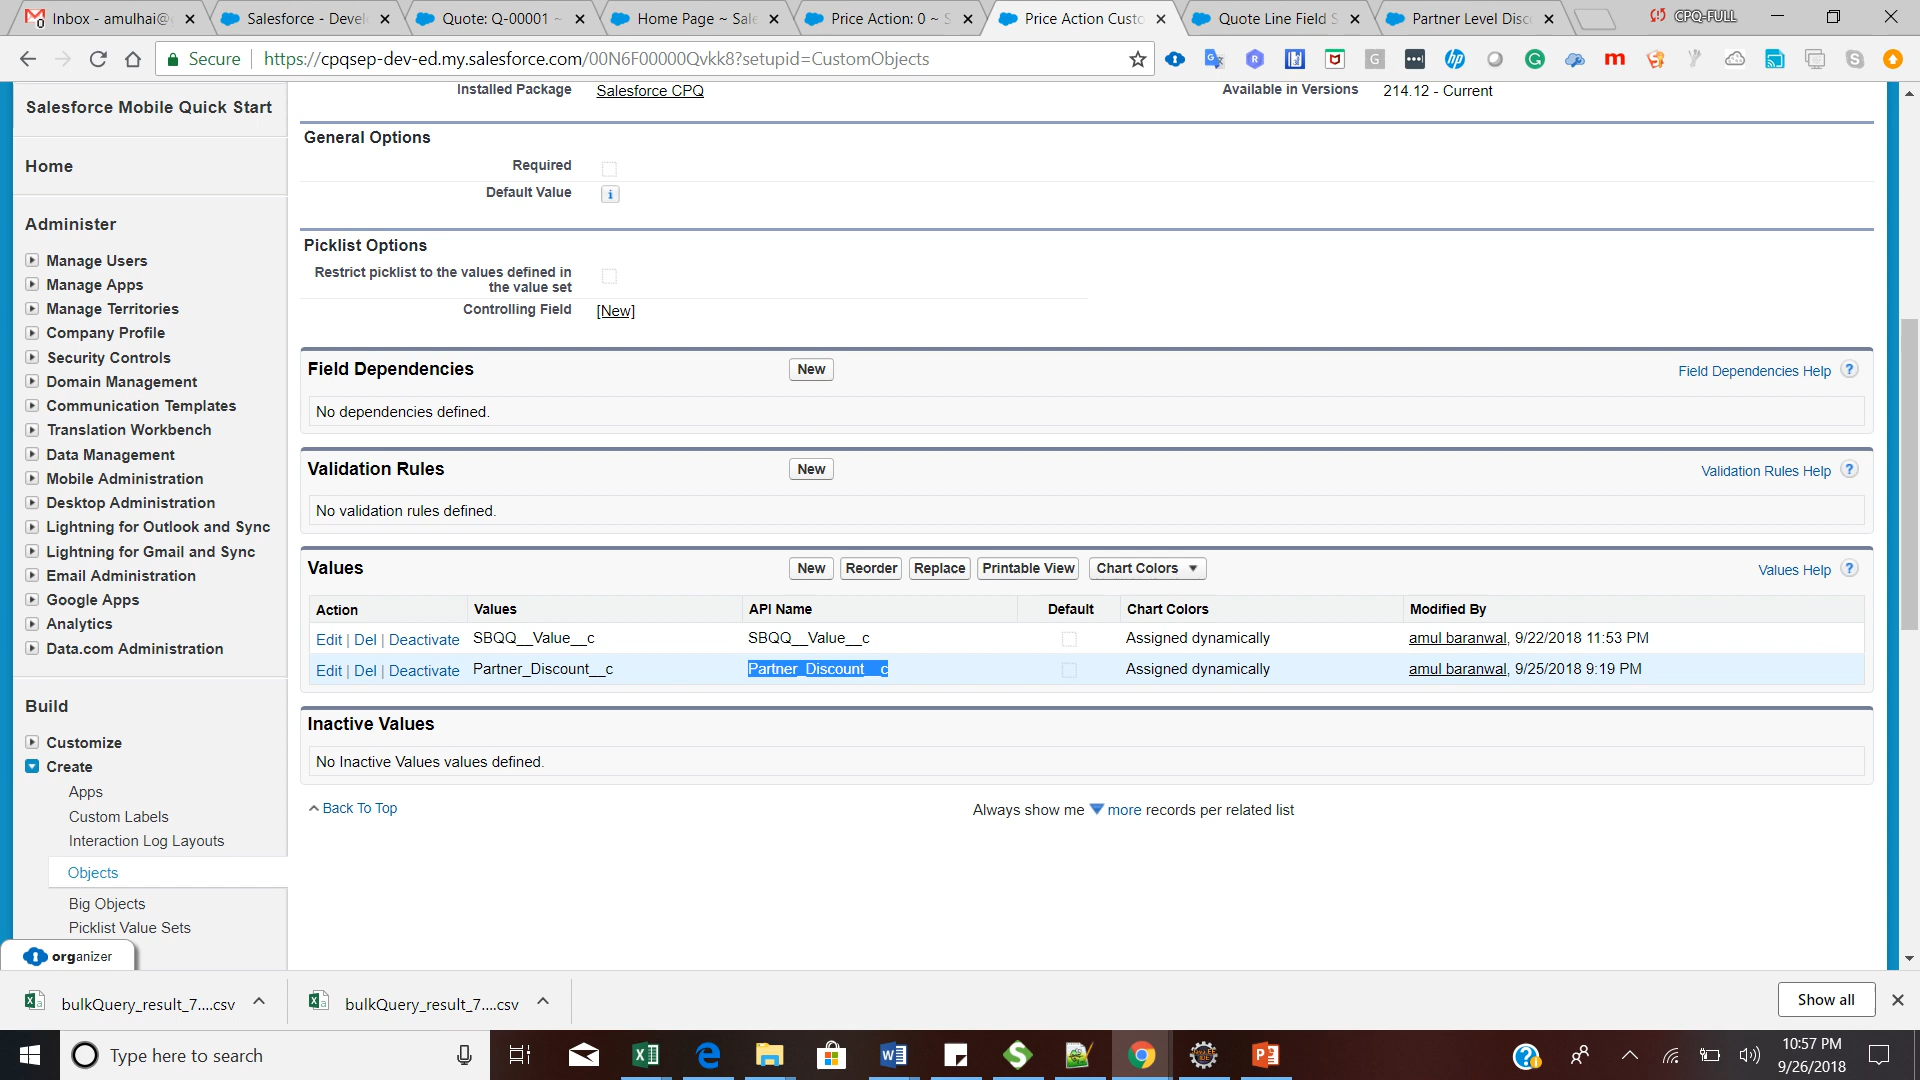 Inbox - amulhai@
Salesforce - Devel
Quote: Q-00001 ~
Home Page ~ Sale
Price Action: 0 ~ S
Price Action Custo
Quote Line Field S
Partner Level Disc
CPQ-FULL
Secure
https://cpqsep-dev-ed.my.salesforce.com/00N6F00000Qvkk8?setupid=CustomObjects
Salesforce Mobile Quick Start
Home
Administer
Manage Users
Manage Apps
Manage Territories
Company Profile
Security Controls
Domain Management
Communication Templates
Translation Workbench
Data Management
Mobile Administration
Desktop Administration
Lightning for Outlook and Sync
Lightning for Gmail and Sync
Email Administration
Google Apps
Analytics
Data.com Administration
Build
Customize
Create
Apps
Custom Labels
Interaction Log Layouts
Objects
Big Objects
Picklist Value Sets
organizer
Installed Package Salesforce CPQ Available in Versions 214.12 - Current
General Options
Required
Default Value
Picklist Options
Restrict picklist to the values defined in
the value set
Controlling Field [New]
Field Dependencies New Field Dependencies Help ?
No dependencies defined.
Validation Rules New Validation Rules Help ?
No validation rules defined.
Values New Reorder Replace Printable View Chart Colors Values Help ?
Action Values API Name Default Chart Colors Modified By
Edit | Del | Deactivate SBQQ__Value__c SBQQ__Value__c Assigned dynamically amul baranwal, 9/22/2018 11:53 PM
Edit | Del | Deactivate Partner_Discount__c Partner_Discount__c Assigned dynamically amul baranwal, 9/25/2018 9:19 PM
Inactive Values
No Inactive Values values defined.
Back To Top
Always show me more records per related list
bulkQuery_result_7....csv
bulkQuery_result_7....csv
Show all
Type here to search
10:57 PM
9/26/2018